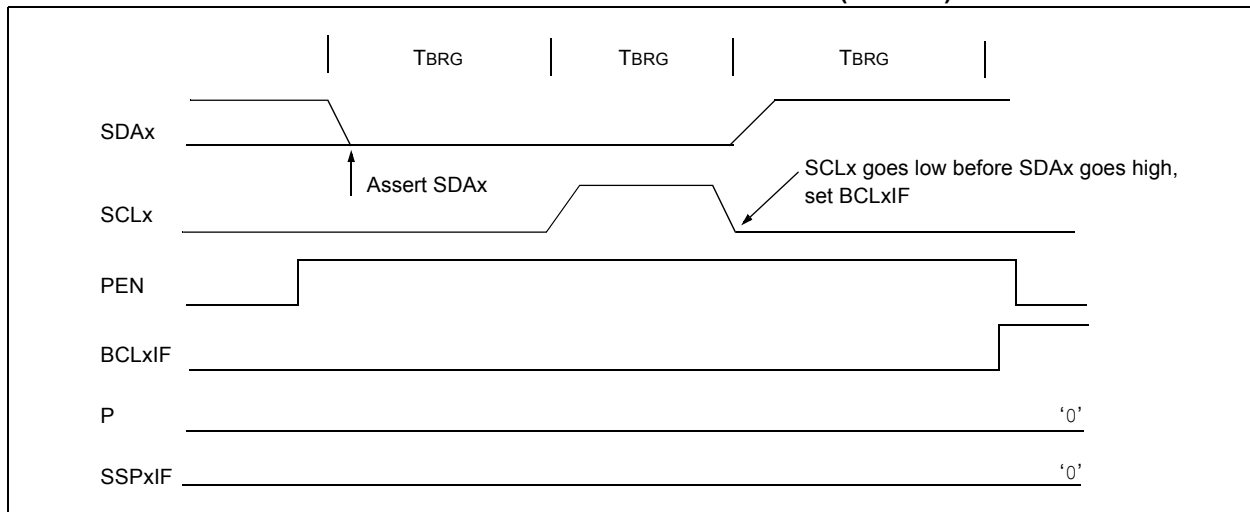 TBRG TBRG TBRG
SDAx
Assert SDAx
SCLx goes low before SDAx goes high,
set BCLxIF
SCLx
PEN
BCLxIF
P ‘0’
SSPxIF ‘0’